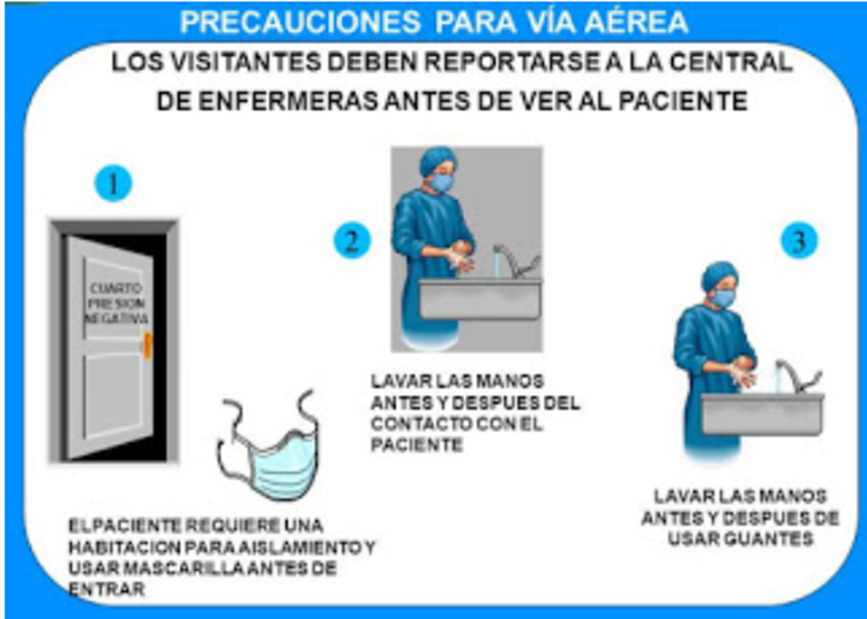 PRECAUCIONES PARA VÍA AÉREA
LOS VISITANTES DEBEN REPORTARSE A LA CENTRAL
DE ENFERMERAS ANTES DE VER AL PACIENTE
1
CUARTO
PRESION
NEGATIVA
ELPACIENTE REQUIERE UNA
HABITACION PARA AISLAMIENTO Y
USAR MASCARILLA ANTES DE
ENTRAR
2
LAVAR LAS MANOS
ANTES Y DESPUES DEL
CONTACTO CON EL
PACIENTE
3
LAVAR LAS MANOS
ANTES Y DESPUES DE
USAR GUANTES